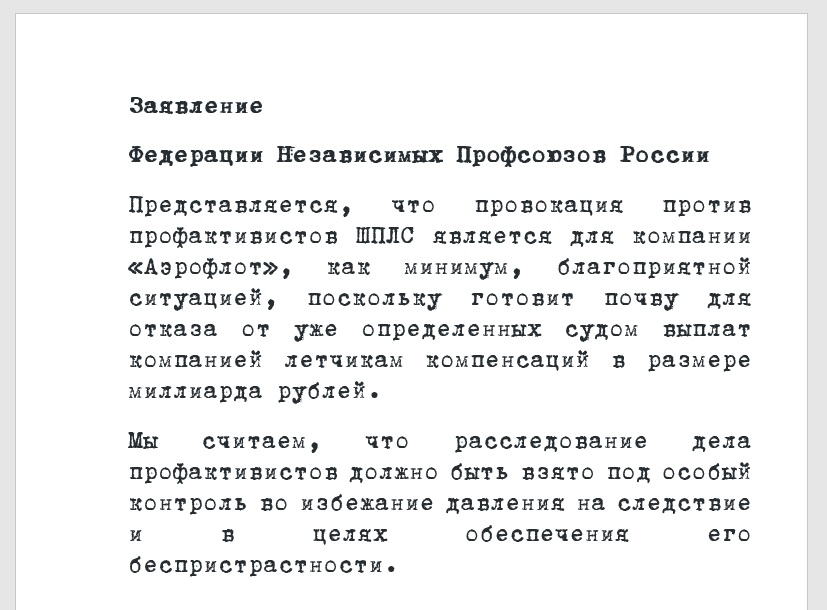 Заявление
Федерации Независимых Профсоюзов России
Представляется, что провокация против
профактивистов ШПЛС является для компании
«Аэрофлот», как минимум, благоприятной
ситуацией, поскольку готовит почву для
отказа от уже определенных судом выплат
компанией летчикам компенсаций в размере
миллиарда рублей.
Мы считаем, что расследование дела
профактивистов должно быть взято под особый
контроль во избежание давления на следствие
и в целях обеспечения его
беспристрастности.